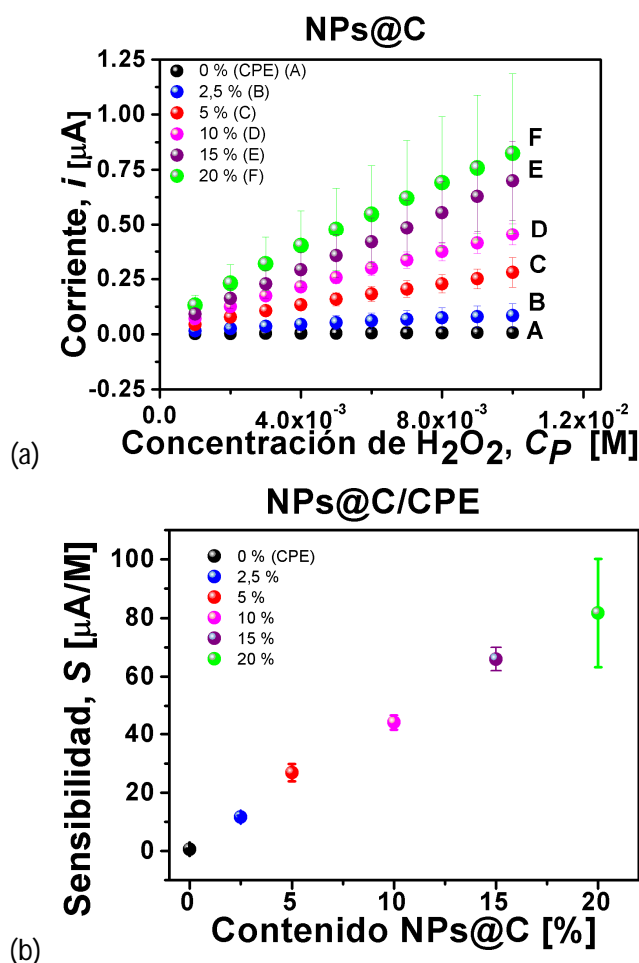 (a)
NPs@C
Corriente, i [μA]
1.25
1.00
0.75
0.50
0.25
0.00
-0.25
0 % (CPE) (A)
2,5 % (B)
5 % (C)
10 % (D)
15 % (E)
20 % (F)
F
E
D
C
B
A
0.0 4.0x10⁻³ 8.0x10⁻³ 1.2x10⁻²
Concentración de H₂O₂, C_P [M]
(b)
NPs@C/CPE
Sensibilidad, S [μA/M]
100
80
60
40
20
0
0 % (CPE)
2,5 %
5 %
10 %
15 %
20 %
0 5 10 15 20
Contenido NPs@C [%]